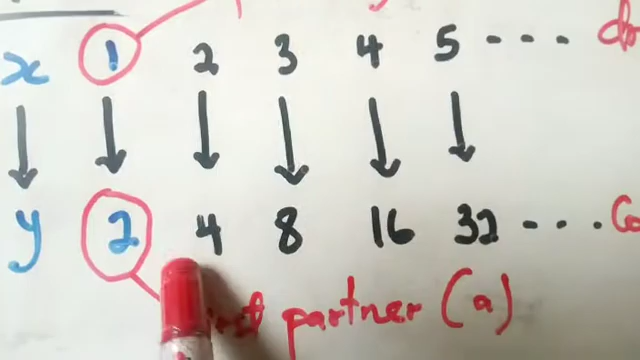 x 1 2 3 4 5 ---
y 2 4 8 16 32 ---
partner (a)